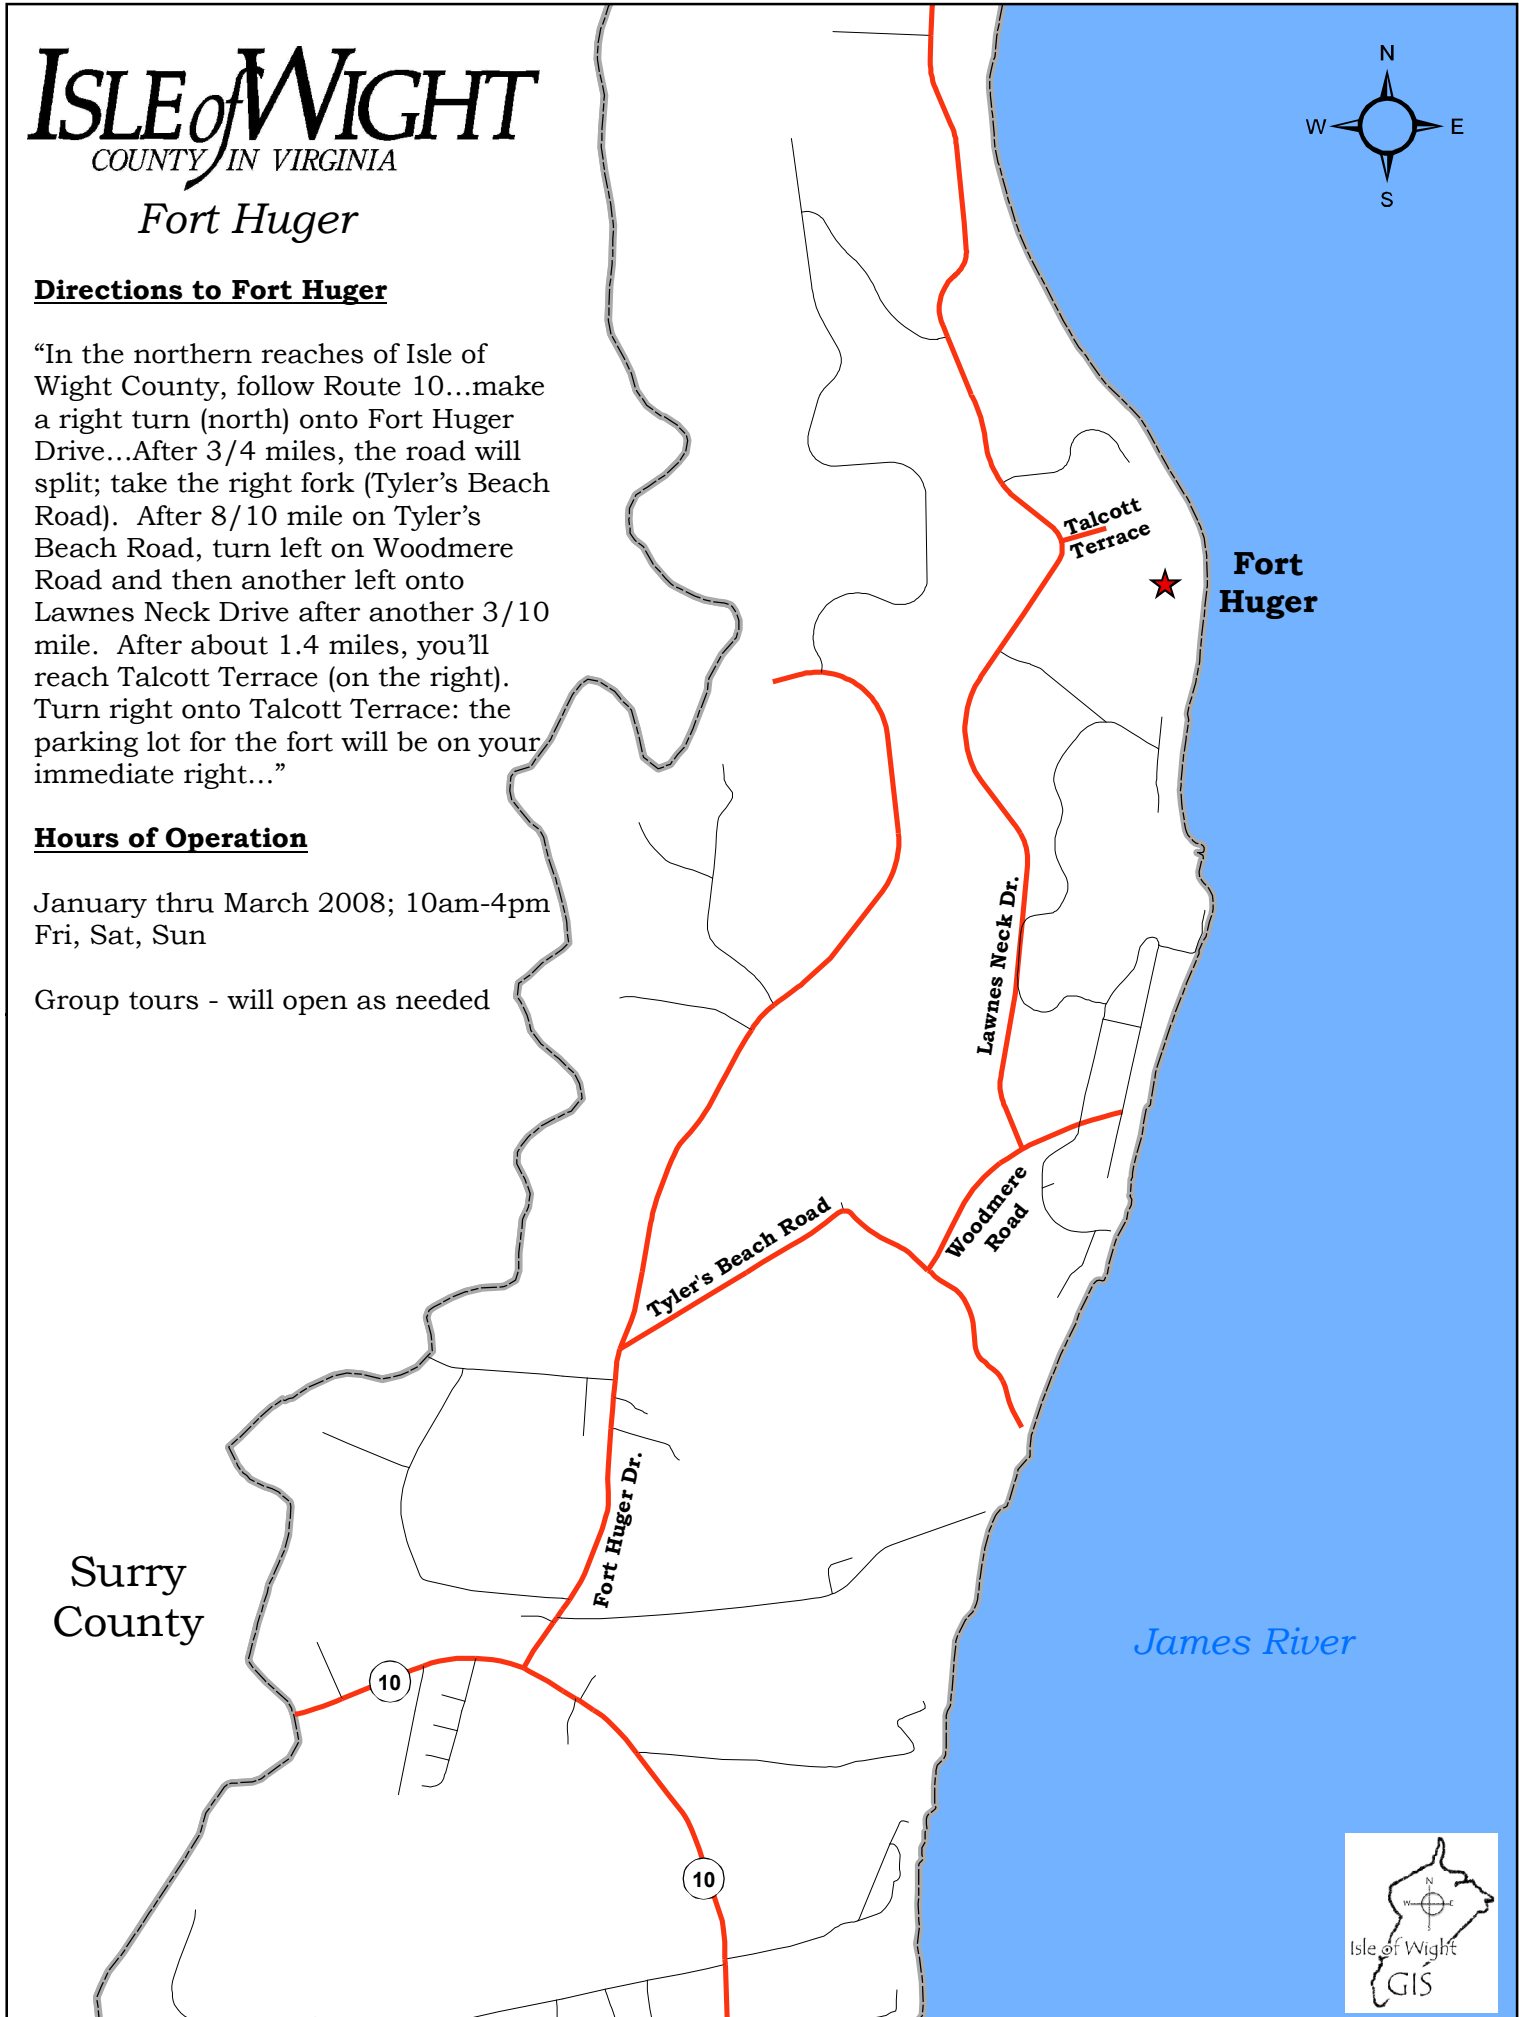 ISLE of WIGHT
COUNTY IN VIRGINIA
Fort Huger
Directions to Fort Huger
“In the northern reaches of Isle of
Wight County, follow Route 10...make
a right turn (north) onto Fort Huger
Drive...After 3/4 miles, the road will
split; take the right fork (Tyler’s Beach
Road).  After 8/10 mile on Tyler’s
Beach Road, turn left on Woodmere
Road and then another left onto
Lawnes Neck Drive after another 3/10
mile.  After about 1.4 miles, you’ll
reach Talcott Terrace (on the right).
Turn right onto Talcott Terrace: the
parking lot for the fort will be on your
immediate right...”
Hours of Operation
January thru March 2008; 10am-4pm
Fri, Sat, Sun
Group tours - will open as needed
N
W
E
S
Talcott
Terrace
Fort
Huger
Lawnes Neck Dr.
Woodmere
Road
Tyler's Beach Road
Fort Huger Dr.
Surry
County
James River
10
10
N
W
E
S
Isle of Wight
GIS